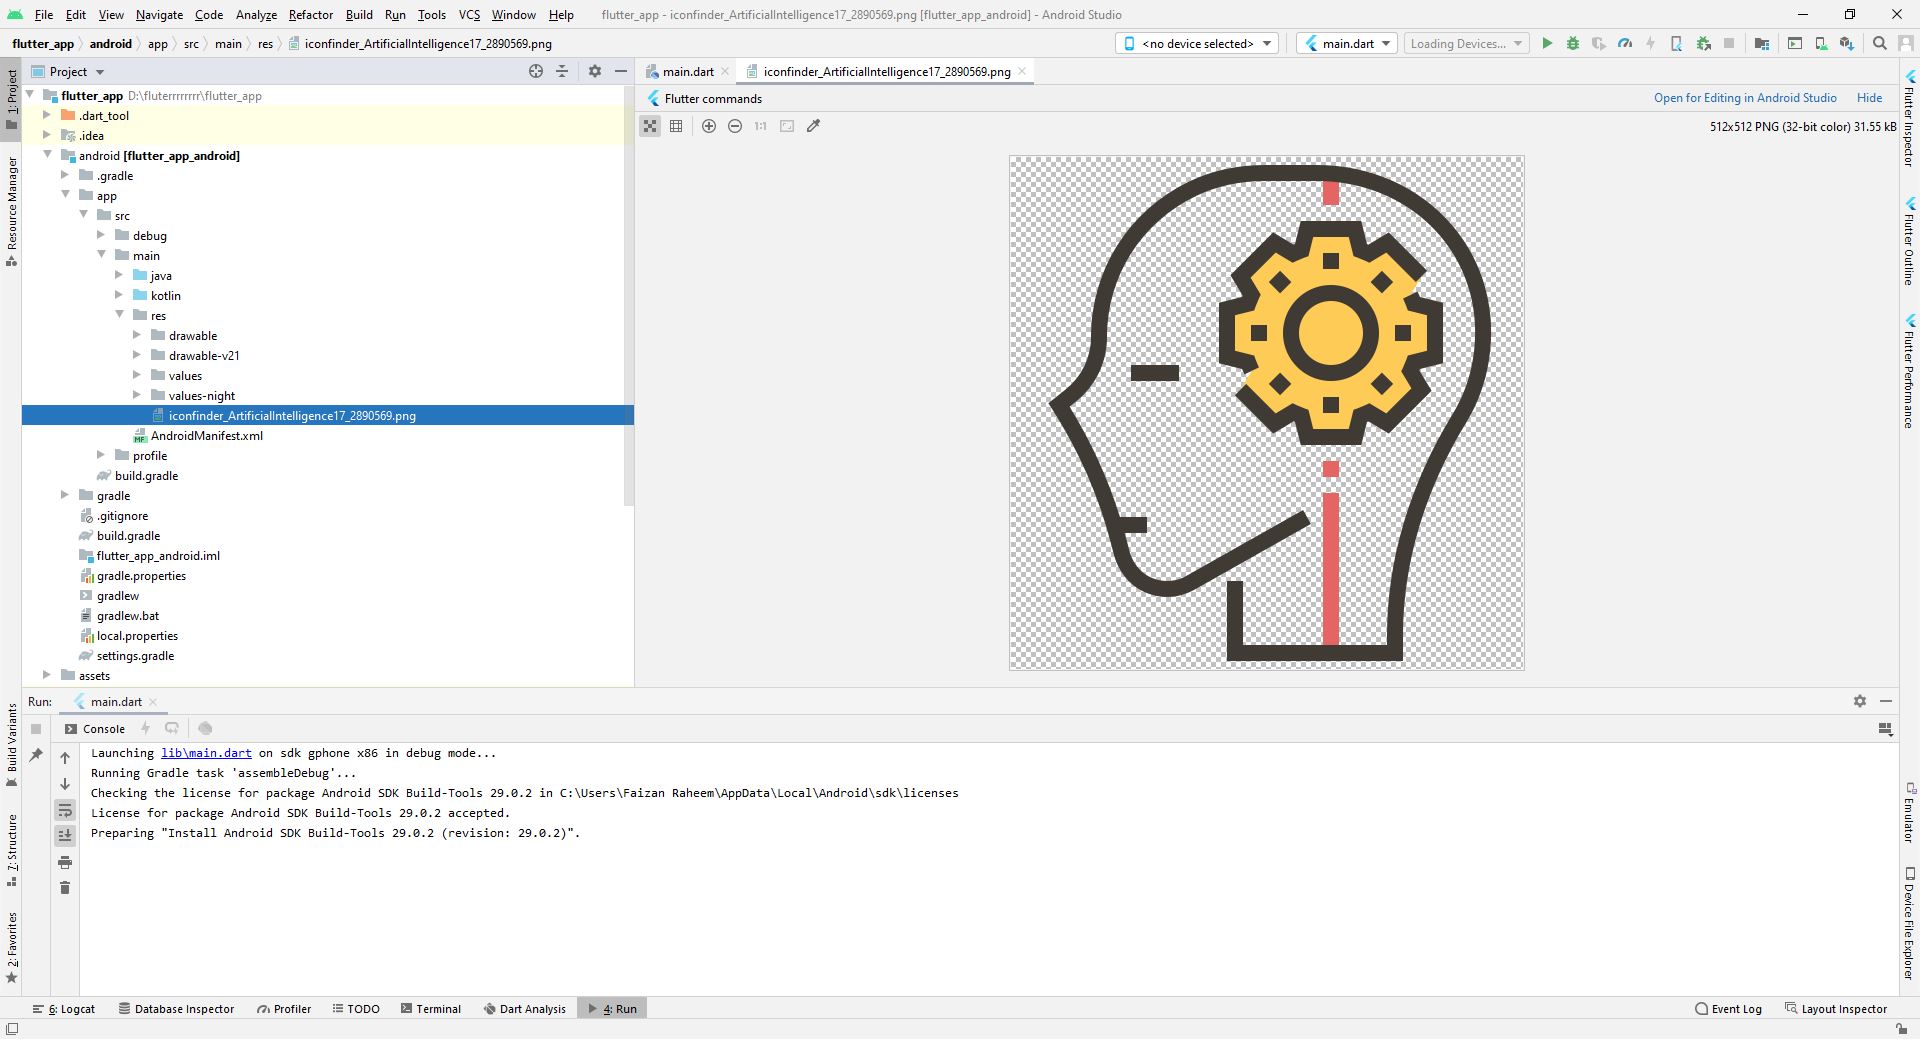 File Edit View Navigate Code Analyze Refactor Build Run Tools VCS Window Help flutter_app - iconfinder_ArtificialIntelligence17_2890569.png [flutter_app_android] - Android Studio
flutter_app android app src main res iconfinder_ArtificialIntelligence17_2890569.png <no device selected> main.dart Loading Devices...
Project main.dart iconfinder_ArtificialIntelligence17_2890569.png
flutter_app D:\fluterrrrrrrr\flutter_app
Flutter commands Open for Editing in Android Studio Hide
.dart_tool
1:1 512x512 PNG (32-bit color) 31.55 kB
.idea
android [flutter_app_android]
.gradle
app
src
debug
main
java
kotlin
res
drawable
drawable-v21
values
values-night
iconfinder_ArtificialIntelligence17_2890569.png
MF AndroidManifest.xml
profile
build.gradle
gradle
.gitignore
build.gradle
flutter_app_android.iml
gradle.properties
gradlew
gradlew.bat
local.properties
settings.gradle
assets
1: Project
Resource Manager
Build Variants
7: Structure
2: Favorites
Flutter Inspector
Flutter Outline
Flutter Performance
Emulator
Device File Explorer
Run: main.dart
Console
Launching lib\main.dart on sdk gphone x86 in debug mode...
Running Gradle task 'assembleDebug'...
Checking the license for package Android SDK Build-Tools 29.0.2 in C:\Users\Faizan Raheem\AppData\Local\Android\sdk\licenses
License for package Android SDK Build-Tools 29.0.2 accepted.
Preparing "Install Android SDK Build-Tools 29.0.2 (revision: 29.0.2)".
6: Logcat Database Inspector Profiler TODO Terminal Dart Analysis 4: Run Event Log Layout Inspector